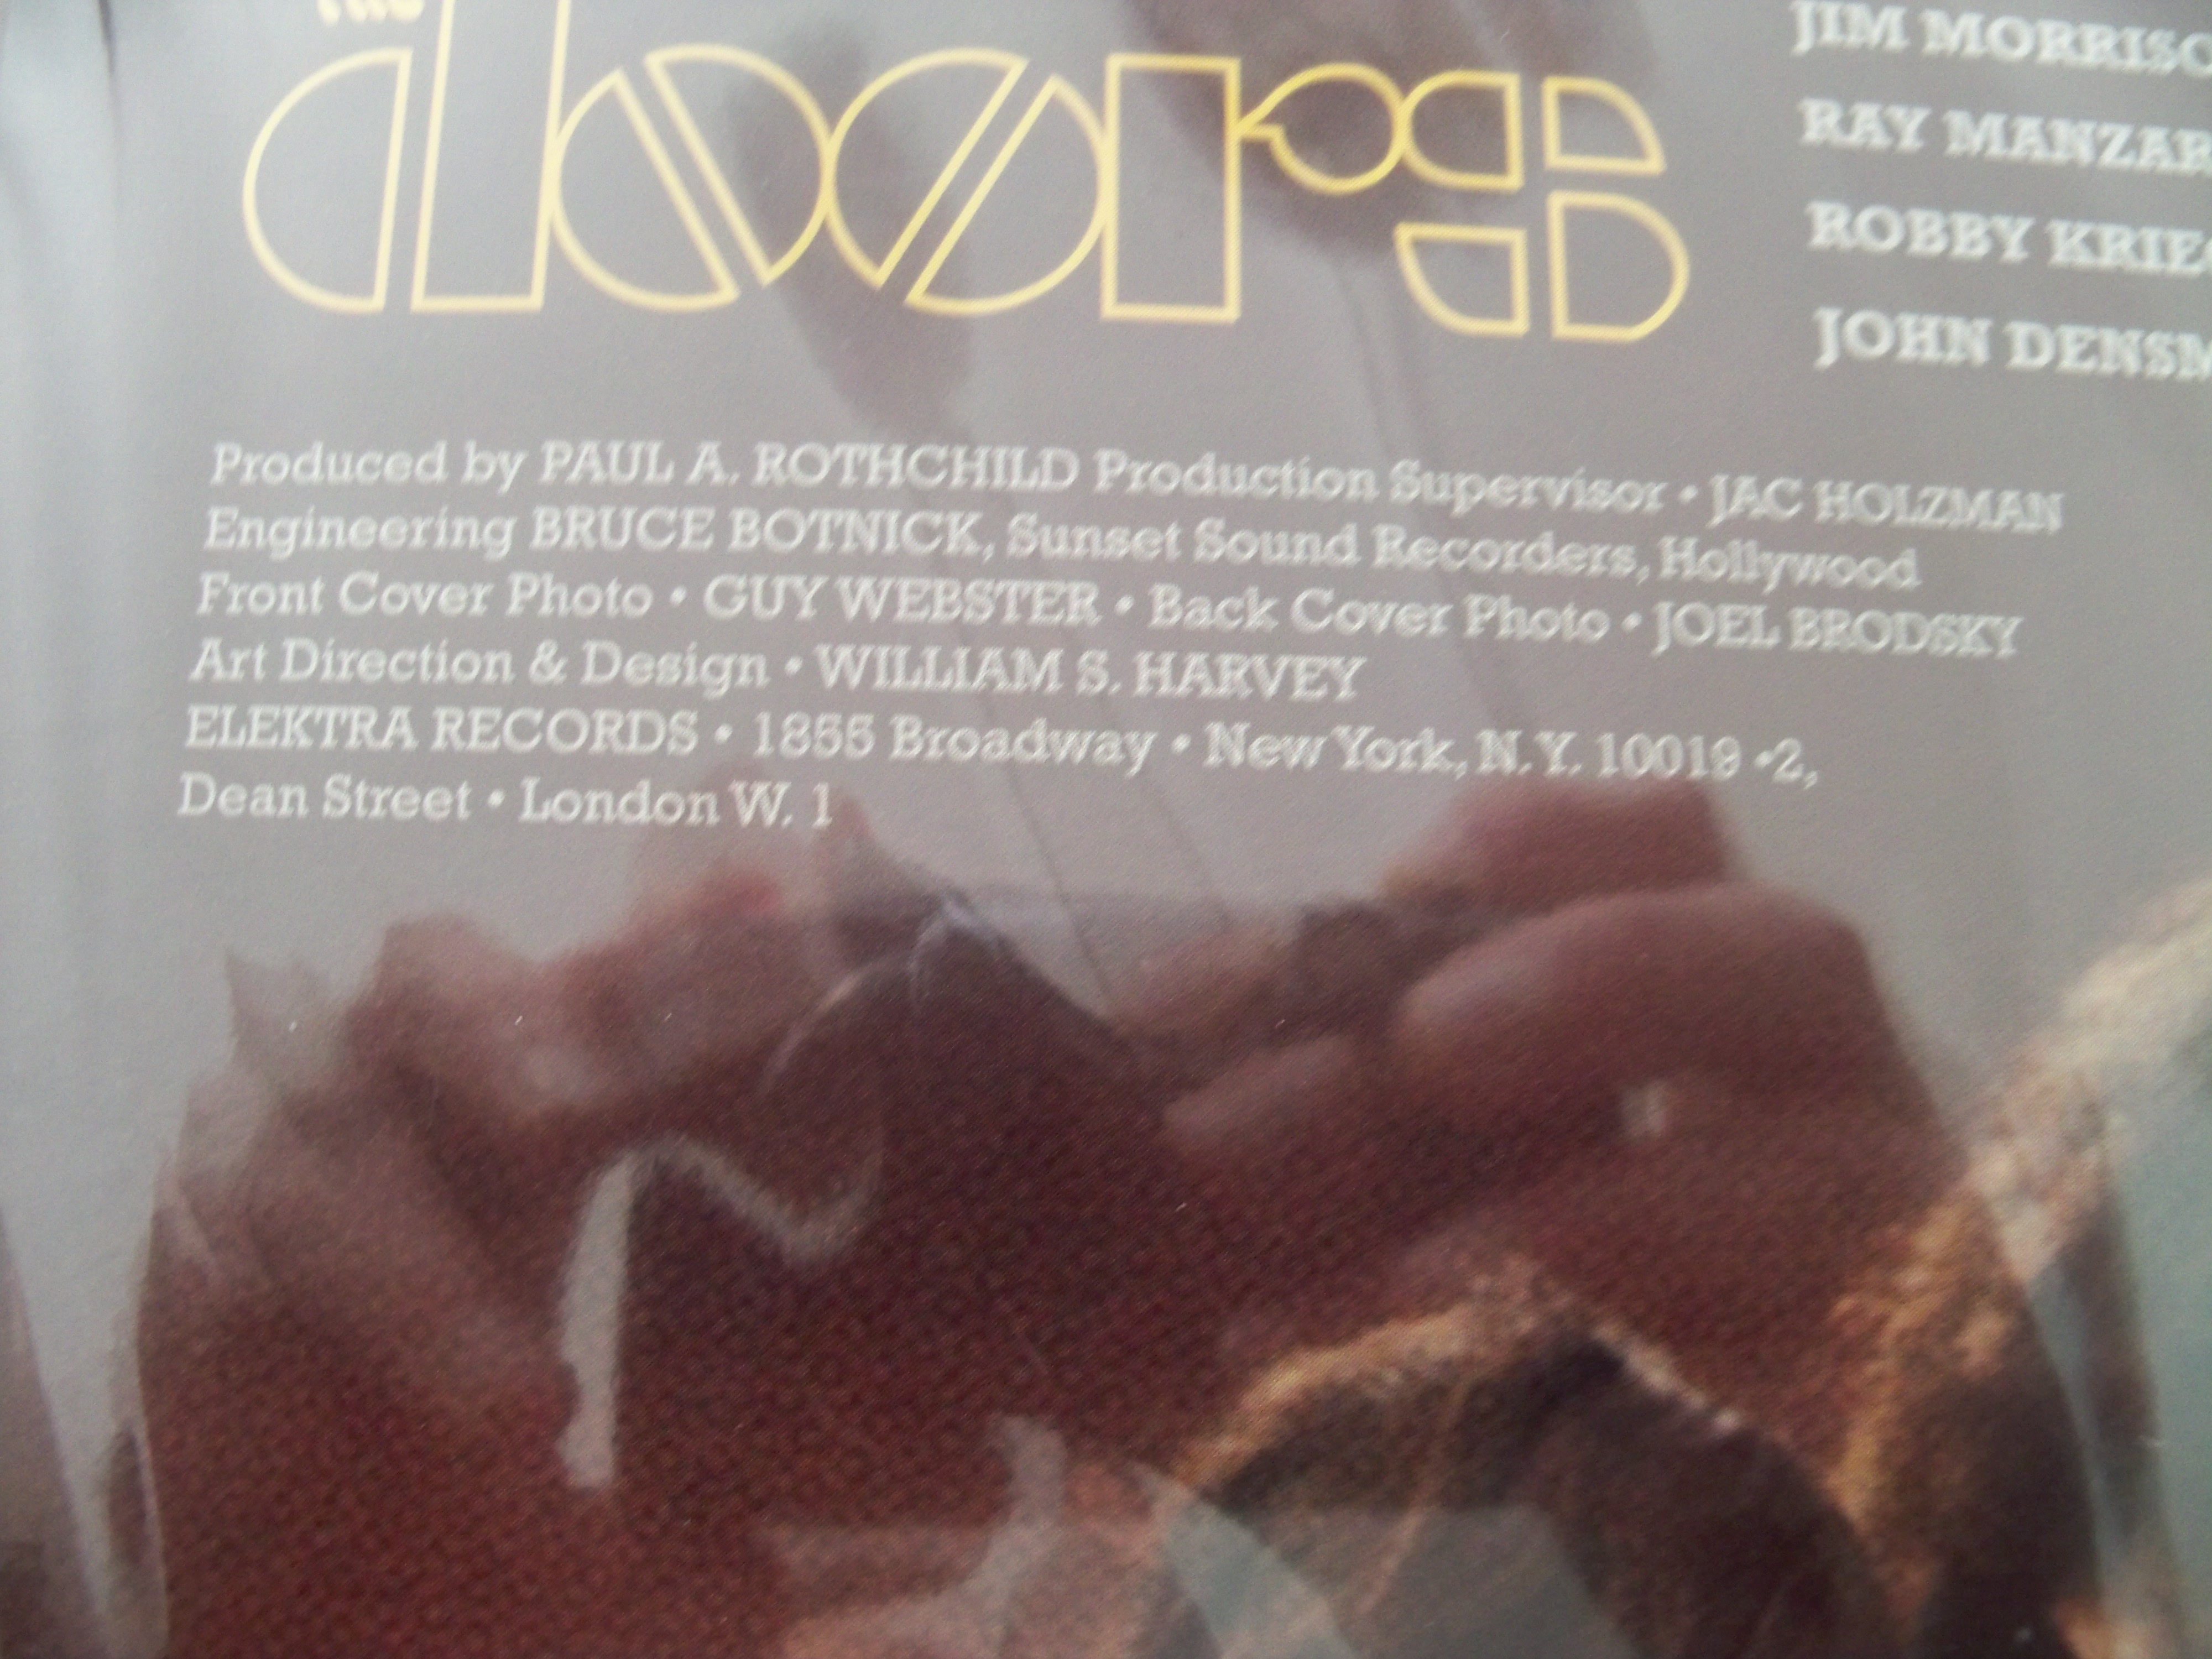 THE
doors
JIM MORRISO
RAY MANZAR
ROBBY KRIEG
JOHN DENSM
Produced by PAUL A. ROTHCHILD Production Supervisor • JAC HOLZMAN
Engineering BRUCE BOTNICK, Sunset Sound Recorders, Hollywood
Front Cover Photo • GUY WEBSTER • Back Cover Photo • JOEL BRODSKY
Art Direction & Design • WILLIAM S. HARVEY
ELEKTRA RECORDS • 1855 Broadway • New York, N.Y. 10019 •2,
Dean Street • London W. 1